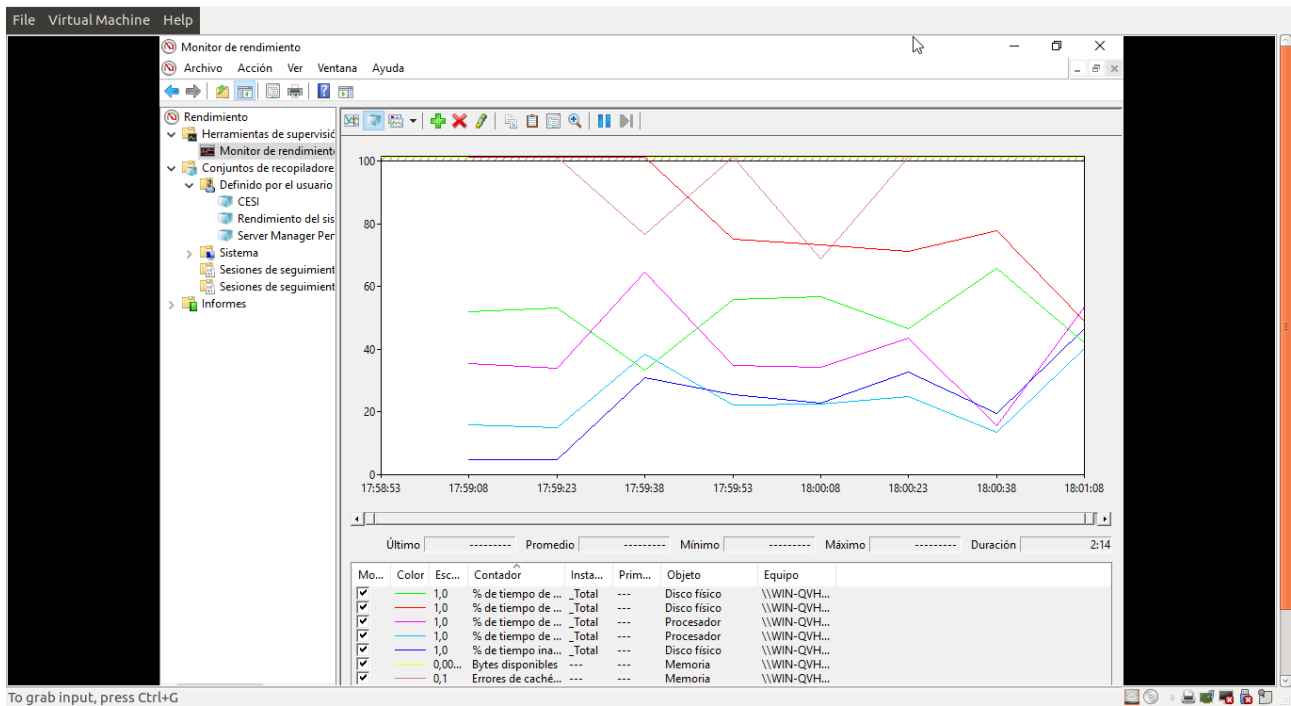 File Virtual Machine Help
Monitor de rendimiento
Archivo Acción Ver Ventana Ayuda
Rendimiento
Herramientas de supervisió
Monitor de rendimient
Conjuntos de recopiladore
Definido por el usuario
CESI
Rendimiento del sis
Server Manager Per
Sistema
Sesiones de seguimient
Sesiones de seguimient
Informes
100
80
60
40
20
0
17:58:53 17:59:08 17:59:23 17:59:38 17:59:53 18:00:08 18:00:23 18:00:38 18:01:08
Último --------- Promedio --------- Mínimo --------- Máximo --------- Duración 2:14
Mo... Color Esc... Contador Insta... Prim... Objeto Equipo
1,0 % de tiempo de ... _Total --- Disco físico \\WIN-QVH...
1,0 % de tiempo de ... _Total --- Disco físico \\WIN-QVH...
1,0 % de tiempo de ... _Total --- Procesador \\WIN-QVH...
1,0 % de tiempo de ... _Total --- Procesador \\WIN-QVH...
1,0 % de tiempo ina... _Total --- Disco físico \\WIN-QVH...
0,00... Bytes disponibles --- --- Memoria \\WIN-QVH...
0,1 Errores de caché... --- --- Memoria \\WIN-QVH...
To grab input, press Ctrl+G